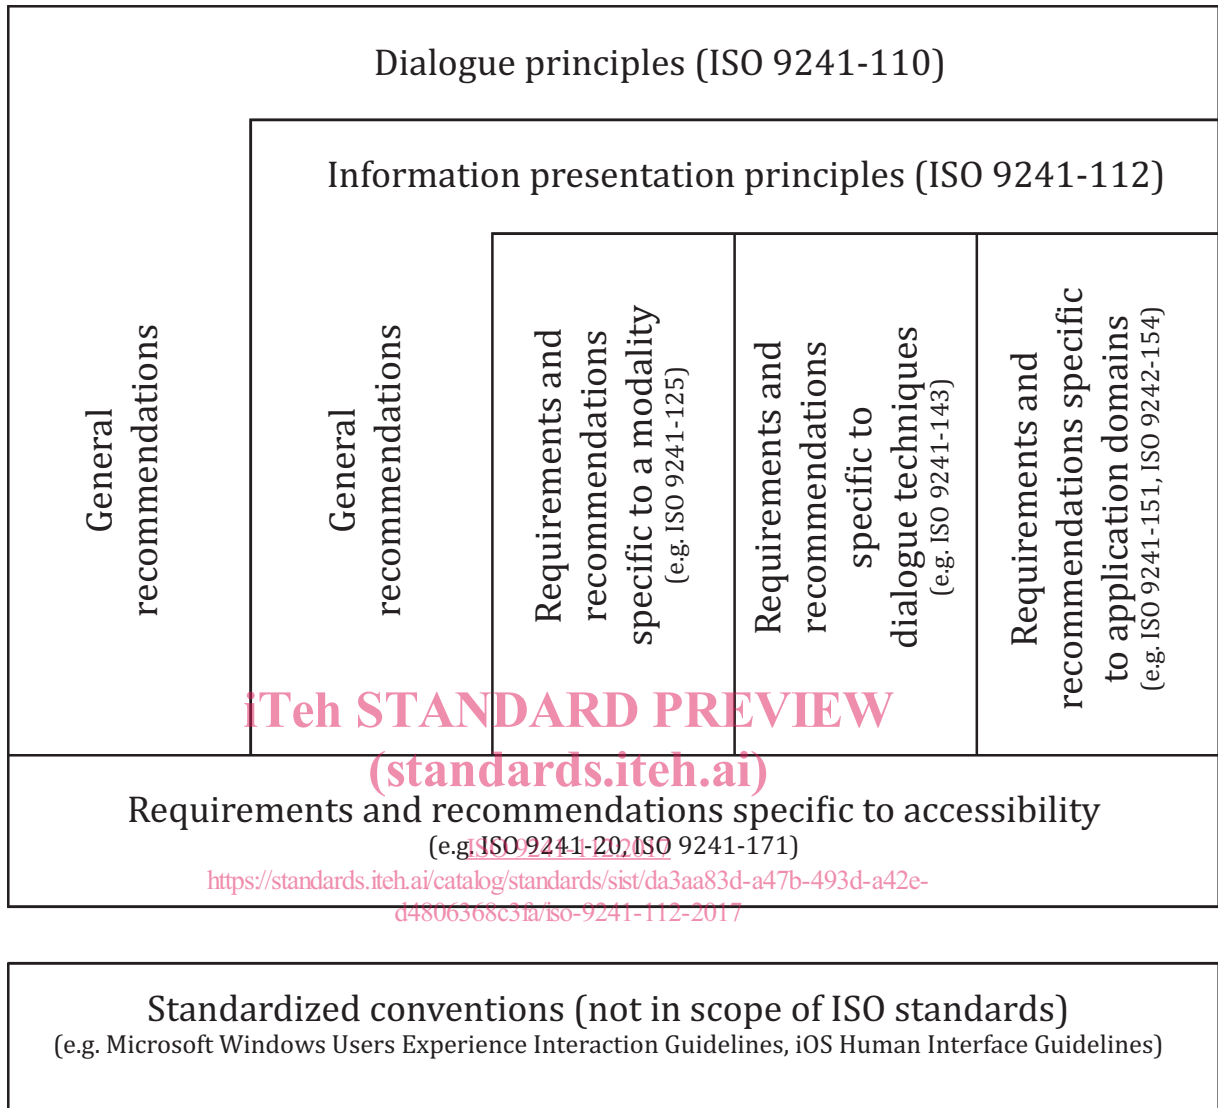 Dialogue principles (ISO 9241-110)
Information presentation principles (ISO 9241-112)
General
recommendations
General
recommendations
Requirements and
recommendations
specific to a modality
(e.g. ISO 9241-125)
Requirements and
recommendations
specific to
dialogue techniques
(e.g. ISO 9241-143)
Requirements and
recommendations specific
to application domains
(e.g. ISO 9241-151, ISO 9242-154)
iTeh STANDARD PREVIEW
(standards.iteh.ai)
Requirements and recommendations specific to accessibility
(e.g. ISO 9241-20, ISO 9241-171)
ISO 9241-112:2017
https://standards.iteh.ai/catalog/standards/sist/da3aa83d-a47b-493d-a42e-
d4806368c3fa/iso-9241-112-2017
Standardized conventions (not in scope of ISO standards)
(e.g. Microsoft Windows Users Experience Interaction Guidelines, iOS Human Interface Guidelines)